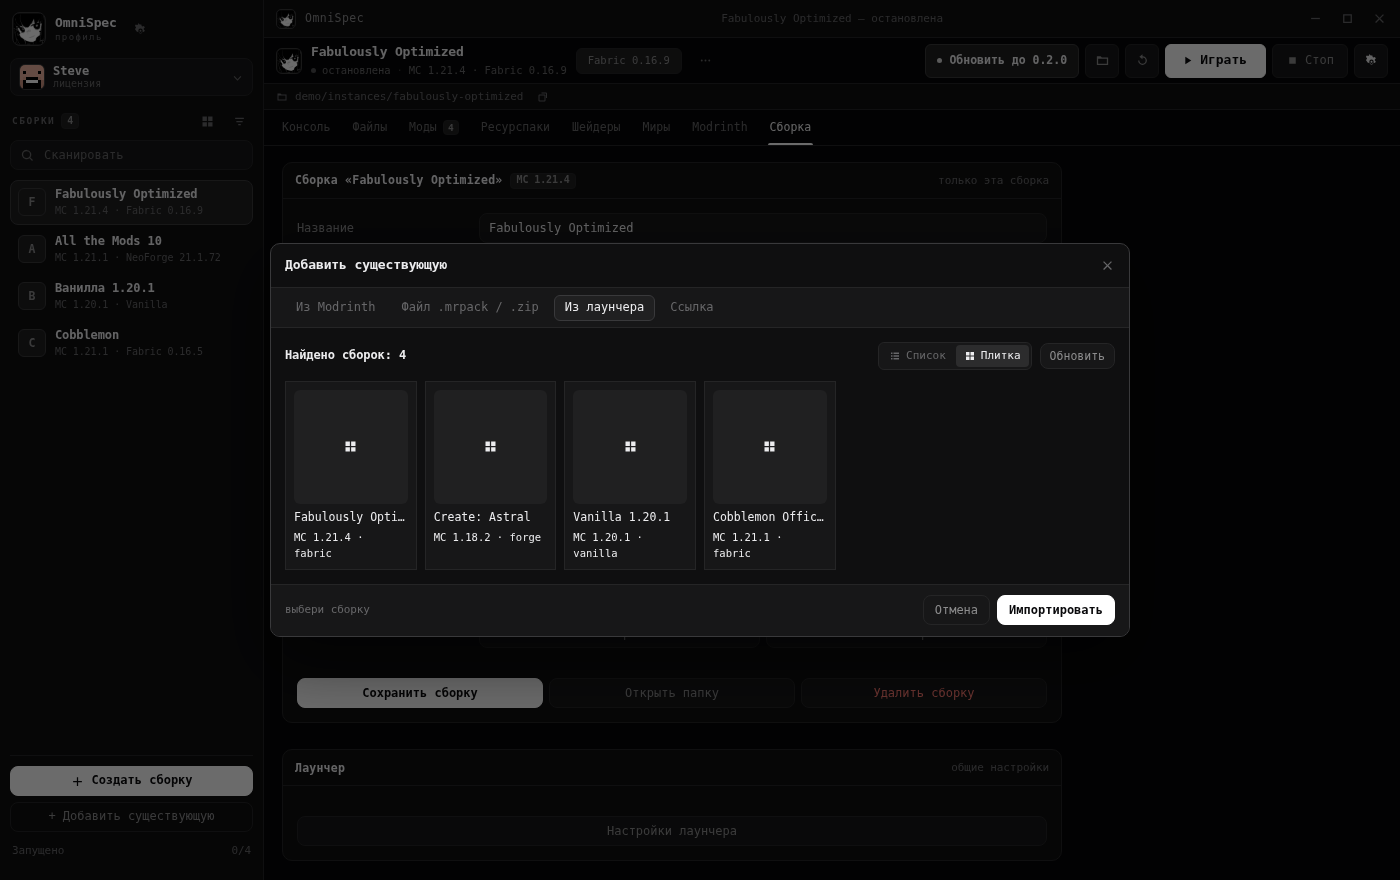 OmniSpec
профиль
Steve
лицензия
СБОРКИ 4
Сканировать
F
Fabulously Optimized
MC 1.21.4 · Fabric 0.16.9
A
All the Mods 10
MC 1.21.1 · NeoForge 21.1.72
В
Ванилла 1.20.1
MC 1.20.1 · Vanilla
C
Cobblemon
MC 1.21.1 · Fabric 0.16.5
+ Создать сборку
+ Добавить существующую
Запущено 0/4
OmniSpec
Fabulously Optimized — остановлена
Fabulously Optimized
остановлена · MC 1.21.4 · Fabric 0.16.9
Fabric 0.16.9
···
Обновить до 0.2.0
Играть
Стоп
demo/instances/fabulously-optimized
Консоль Файлы Моды 4 Ресурспаки Шейдеры Миры Modrinth Сборка
Сборка «Fabulously Optimized» MC 1.21.4 только эта сборка
Название Fabulously Optimized
Добавить существующую
Из Modrinth Файл .mrpack / .zip Из лаунчера Ссылка
Найдено сборок: 4 Список Плитка Обновить
Fabulously Opti…
MC 1.21.4 ·
fabric
Create: Astral
MC 1.18.2 · forge
Vanilla 1.20.1
MC 1.20.1 ·
vanilla
Cobblemon Offic…
MC 1.21.1 ·
fabric
выбери сборку Отмена Импортировать
Сохранить сборку Открыть папку Удалить сборку
Лаунчер общие настройки
Настройки лаунчера